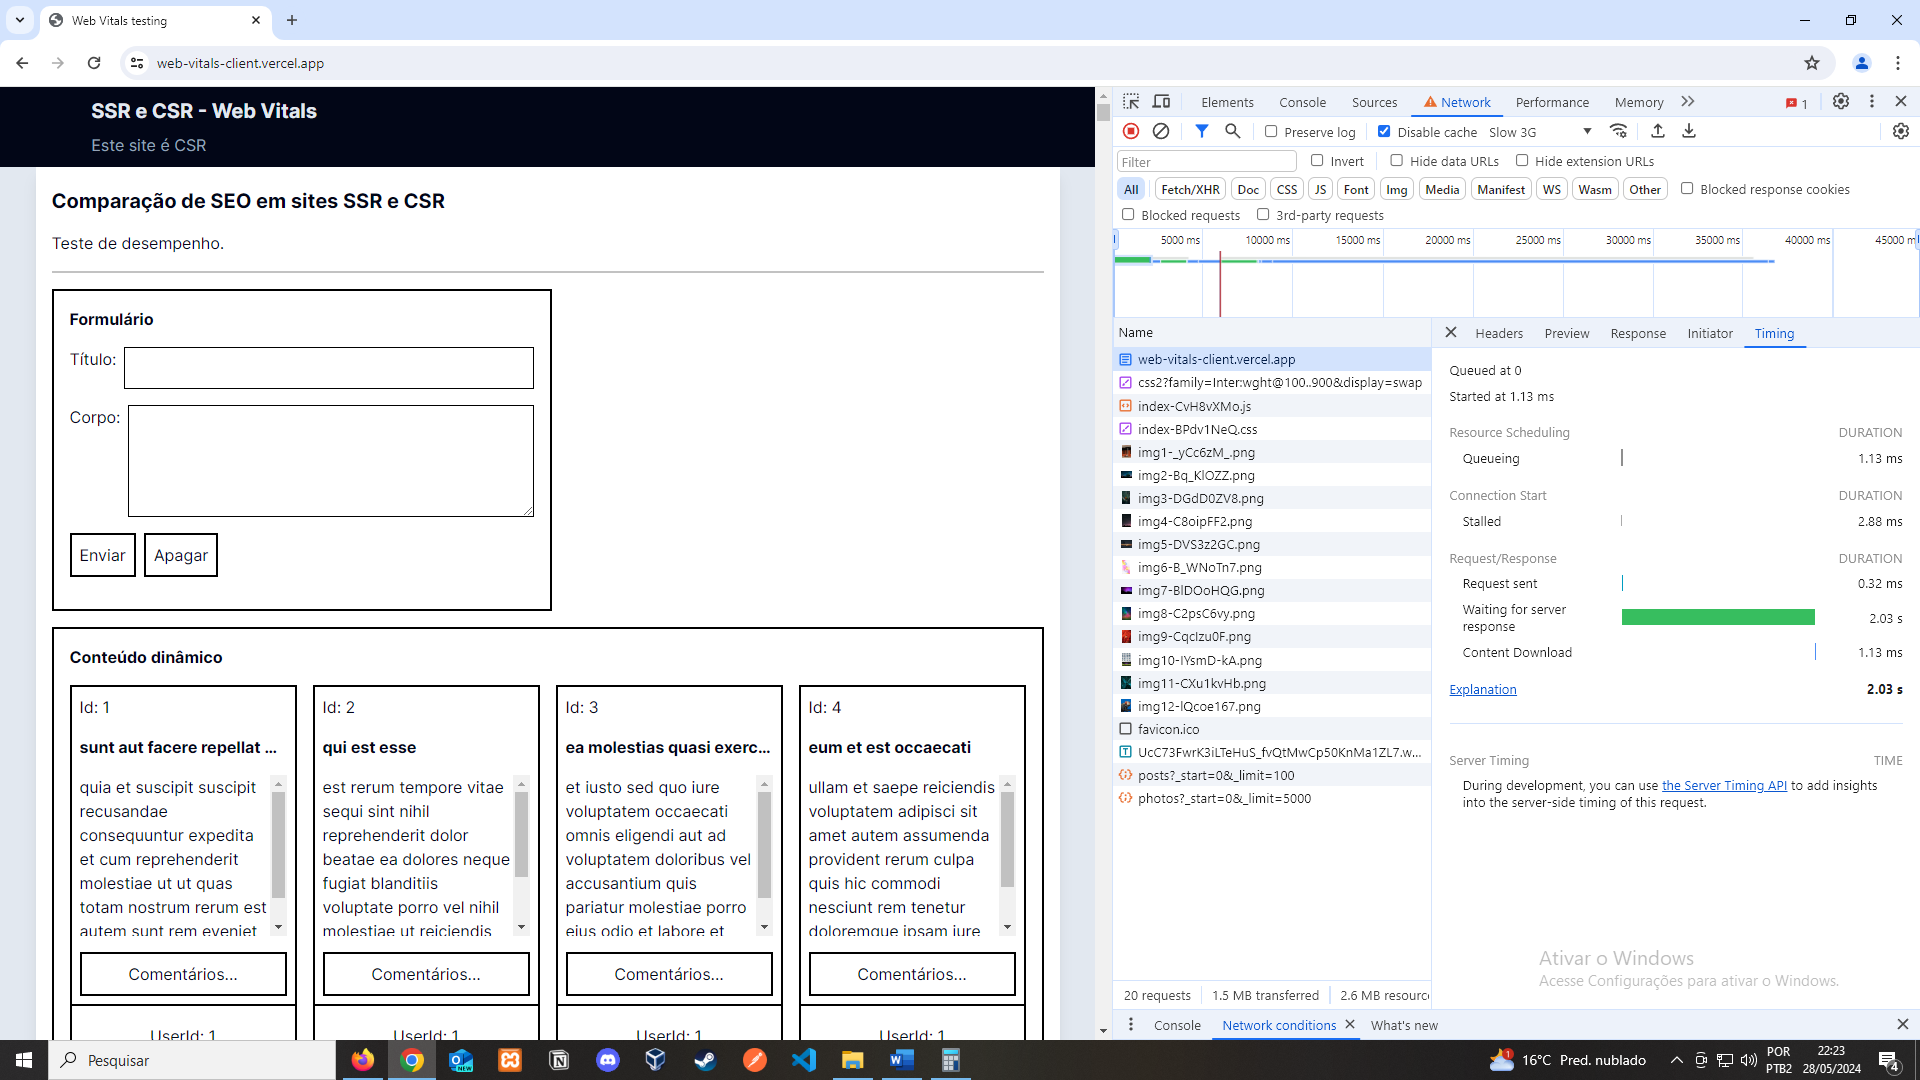 Web Vitals testing
web-vitals-client.vercel.app
SSR e CSR - Web Vitals
Este site é CSR
Comparação de SEO em sites SSR e CSR
Teste de desempenho.
Formulário
Título:
Corpo:
Enviar Apagar
Conteúdo dinâmico
Id: 1
sunt aut facere repellat ...
quia et suscipit suscipit
recusandae
consequuntur expedita
et cum reprehenderit
molestiae ut ut quas
totam nostrum rerum est
autem sunt rem eveniet
Comentários...
UserId: 1
Id: 2
qui est esse
est rerum tempore vitae
sequi sint nihil
reprehenderit dolor
beatae ea dolores neque
fugiat blanditiis
voluptate porro vel nihil
molestiae ut reiciendis
Comentários...
UserId: 1
Id: 3
ea molestias quasi exerc...
et iusto sed quo iure
voluptatem occaecati
omnis eligendi aut ad
voluptatem doloribus vel
accusantium quis
pariatur molestiae porro
eius odio et labore et
Comentários...
UserId: 1
Id: 4
eum et est occaecati
ullam et saepe reiciendis
voluptatem adipisci sit
amet autem assumenda
provident rerum culpa
quis hic commodi
nesciunt rem tenetur
doloremque ipsam iure
Comentários...
UserId: 1
Elements Console Sources Network Performance Memory 1
Preserve log Disable cache Slow 3G
Filter Invert Hide data URLs Hide extension URLs
All Fetch/XHR Doc CSS JS Font Img Media Manifest WS Wasm Other Blocked response cookies
Blocked requests 3rd-party requests
5000 ms 10000 ms 15000 ms 20000 ms 25000 ms 30000 ms 35000 ms 40000 ms 45000 m
Name
web-vitals-client.vercel.app
css2?family=Inter:wght@100..900&display=swap
index-CvH8vXMo.js
index-BPdv1NeQ.css
img1-_yCc6zM_.png
img2-Bq_KlOZZ.png
img3-DGdD0ZV8.png
img4-C8oipFF2.png
img5-DVS3z2GC.png
img6-B_WNoTn7.png
img7-BlDOoHQG.png
img8-C2psC6vy.png
img9-CqcIzu0F.png
img10-IYsmD-kA.png
img11-CXu1kvHb.png
img12-lQcoe167.png
favicon.ico
UcC73FwrK3iLTeHuS_fvQtMwCp50KnMa1ZL7.w...
posts?_start=0&_limit=100
photos?_start=0&_limit=5000
20 requests 1.5 MB transferred 2.6 MB resourc
Headers Preview Response Initiator Timing
Queued at 0
Started at 1.13 ms
Resource Scheduling DURATION
Queueing 1.13 ms
Connection Start DURATION
Stalled 2.88 ms
Request/Response DURATION
Request sent 0.32 ms
Waiting for server
response 2.03 s
Content Download 1.13 ms
Explanation 2.03 s
Server Timing TIME
During development, you can use the Server Timing API to add insights
into the server-side timing of this request.
Ativar o Windows
Acesse Configurações para ativar o Windows.
Console Network conditions What's new
Pesquisar
NEW
1
16°C Pred. nublado
POR
PTB2
22:23
28/05/2024
4